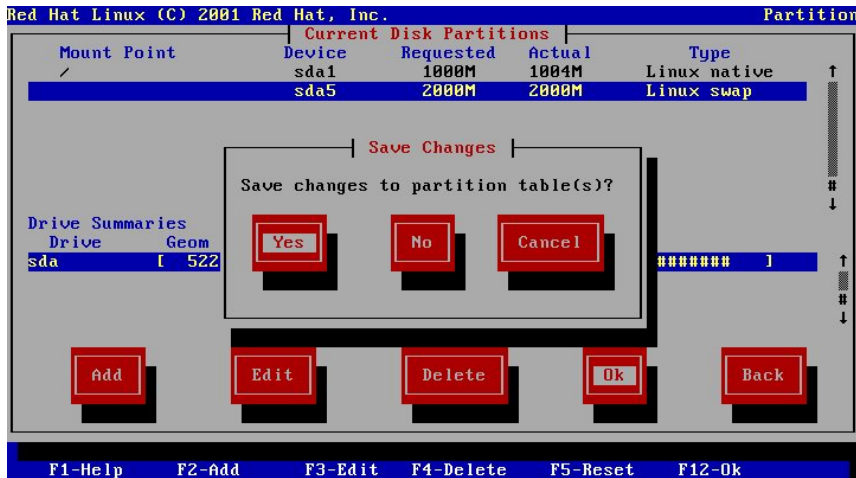 Red Hat Linux (C) 2001 Red Hat, Inc. Partition
Current Disk Partitions
Mount Point Device Requested Actual Type
/ sda1 1000M 1004M Linux native ↑
sda5 2000M 2000M Linux swap
Save Changes
Save changes to partition table(s)? #
↓
Drive Summaries
Drive Geom Yes No Cancel
sda [ 522 ####### ] ↑
#
↓
Add Edit Delete Ok Back
F1-Help F2-Add F3-Edit F4-Delete F5-Reset F12-Ok